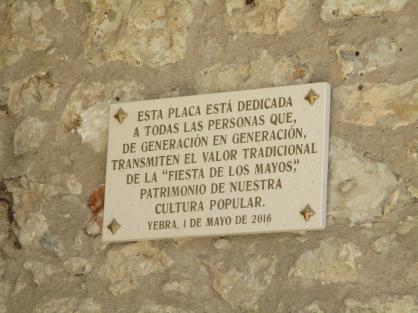 ESTA PLACA ESTÁ DEDICADA
A TODAS LAS PERSONAS QUE,
DE GENERACIÓN EN GENERACIÓN,
TRANSMITEN EL VALOR TRADICIONAL
DE LA “FIESTA DE LOS MAYOS,”
PATRIMONIO DE NUESTRA
CULTURA POPULAR.
YEBRA, 1 DE MAYO DE 2016